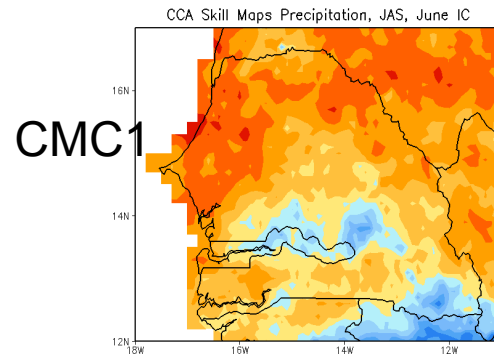 CCA Skill Maps Precipitation, JAS, June IC
16N
CMC1
14N
12N
18W 16W 14W 12W